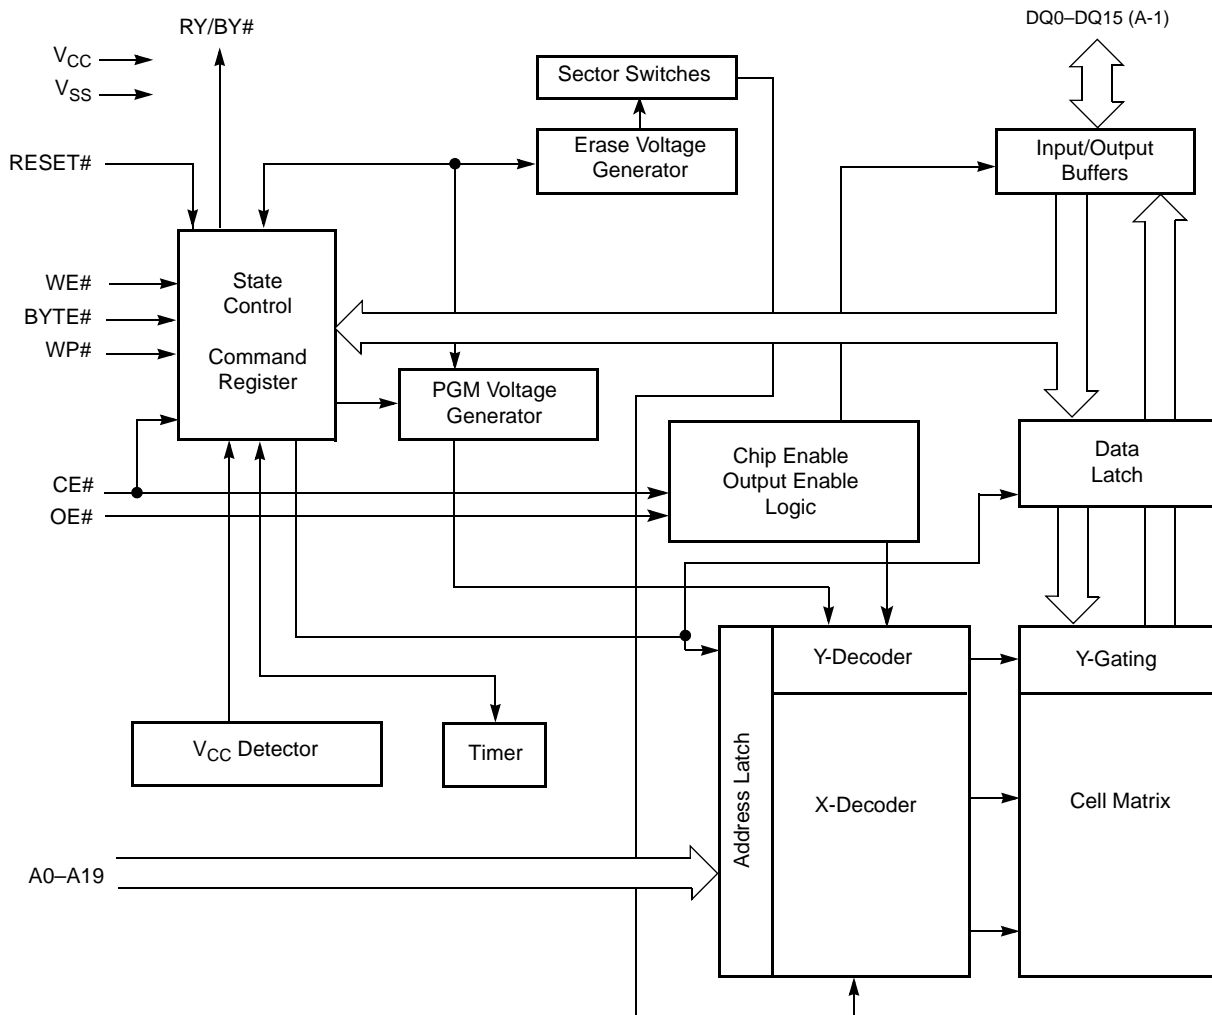 RY/BY#
DQ0–DQ15 (A-1)
VCC
VSS
Sector Switches
RESET#
Erase Voltage
Generator
Input/Output
Buffers
WE#
BYTE#
WP#
State
Control
Command
Register
PGM Voltage
Generator
CE#
OE#
Chip Enable
Output Enable
Logic
Data
Latch
Y-Decoder
Y-Gating
VCC Detector
Timer
Address Latch
X-Decoder
Cell Matrix
A0–A19